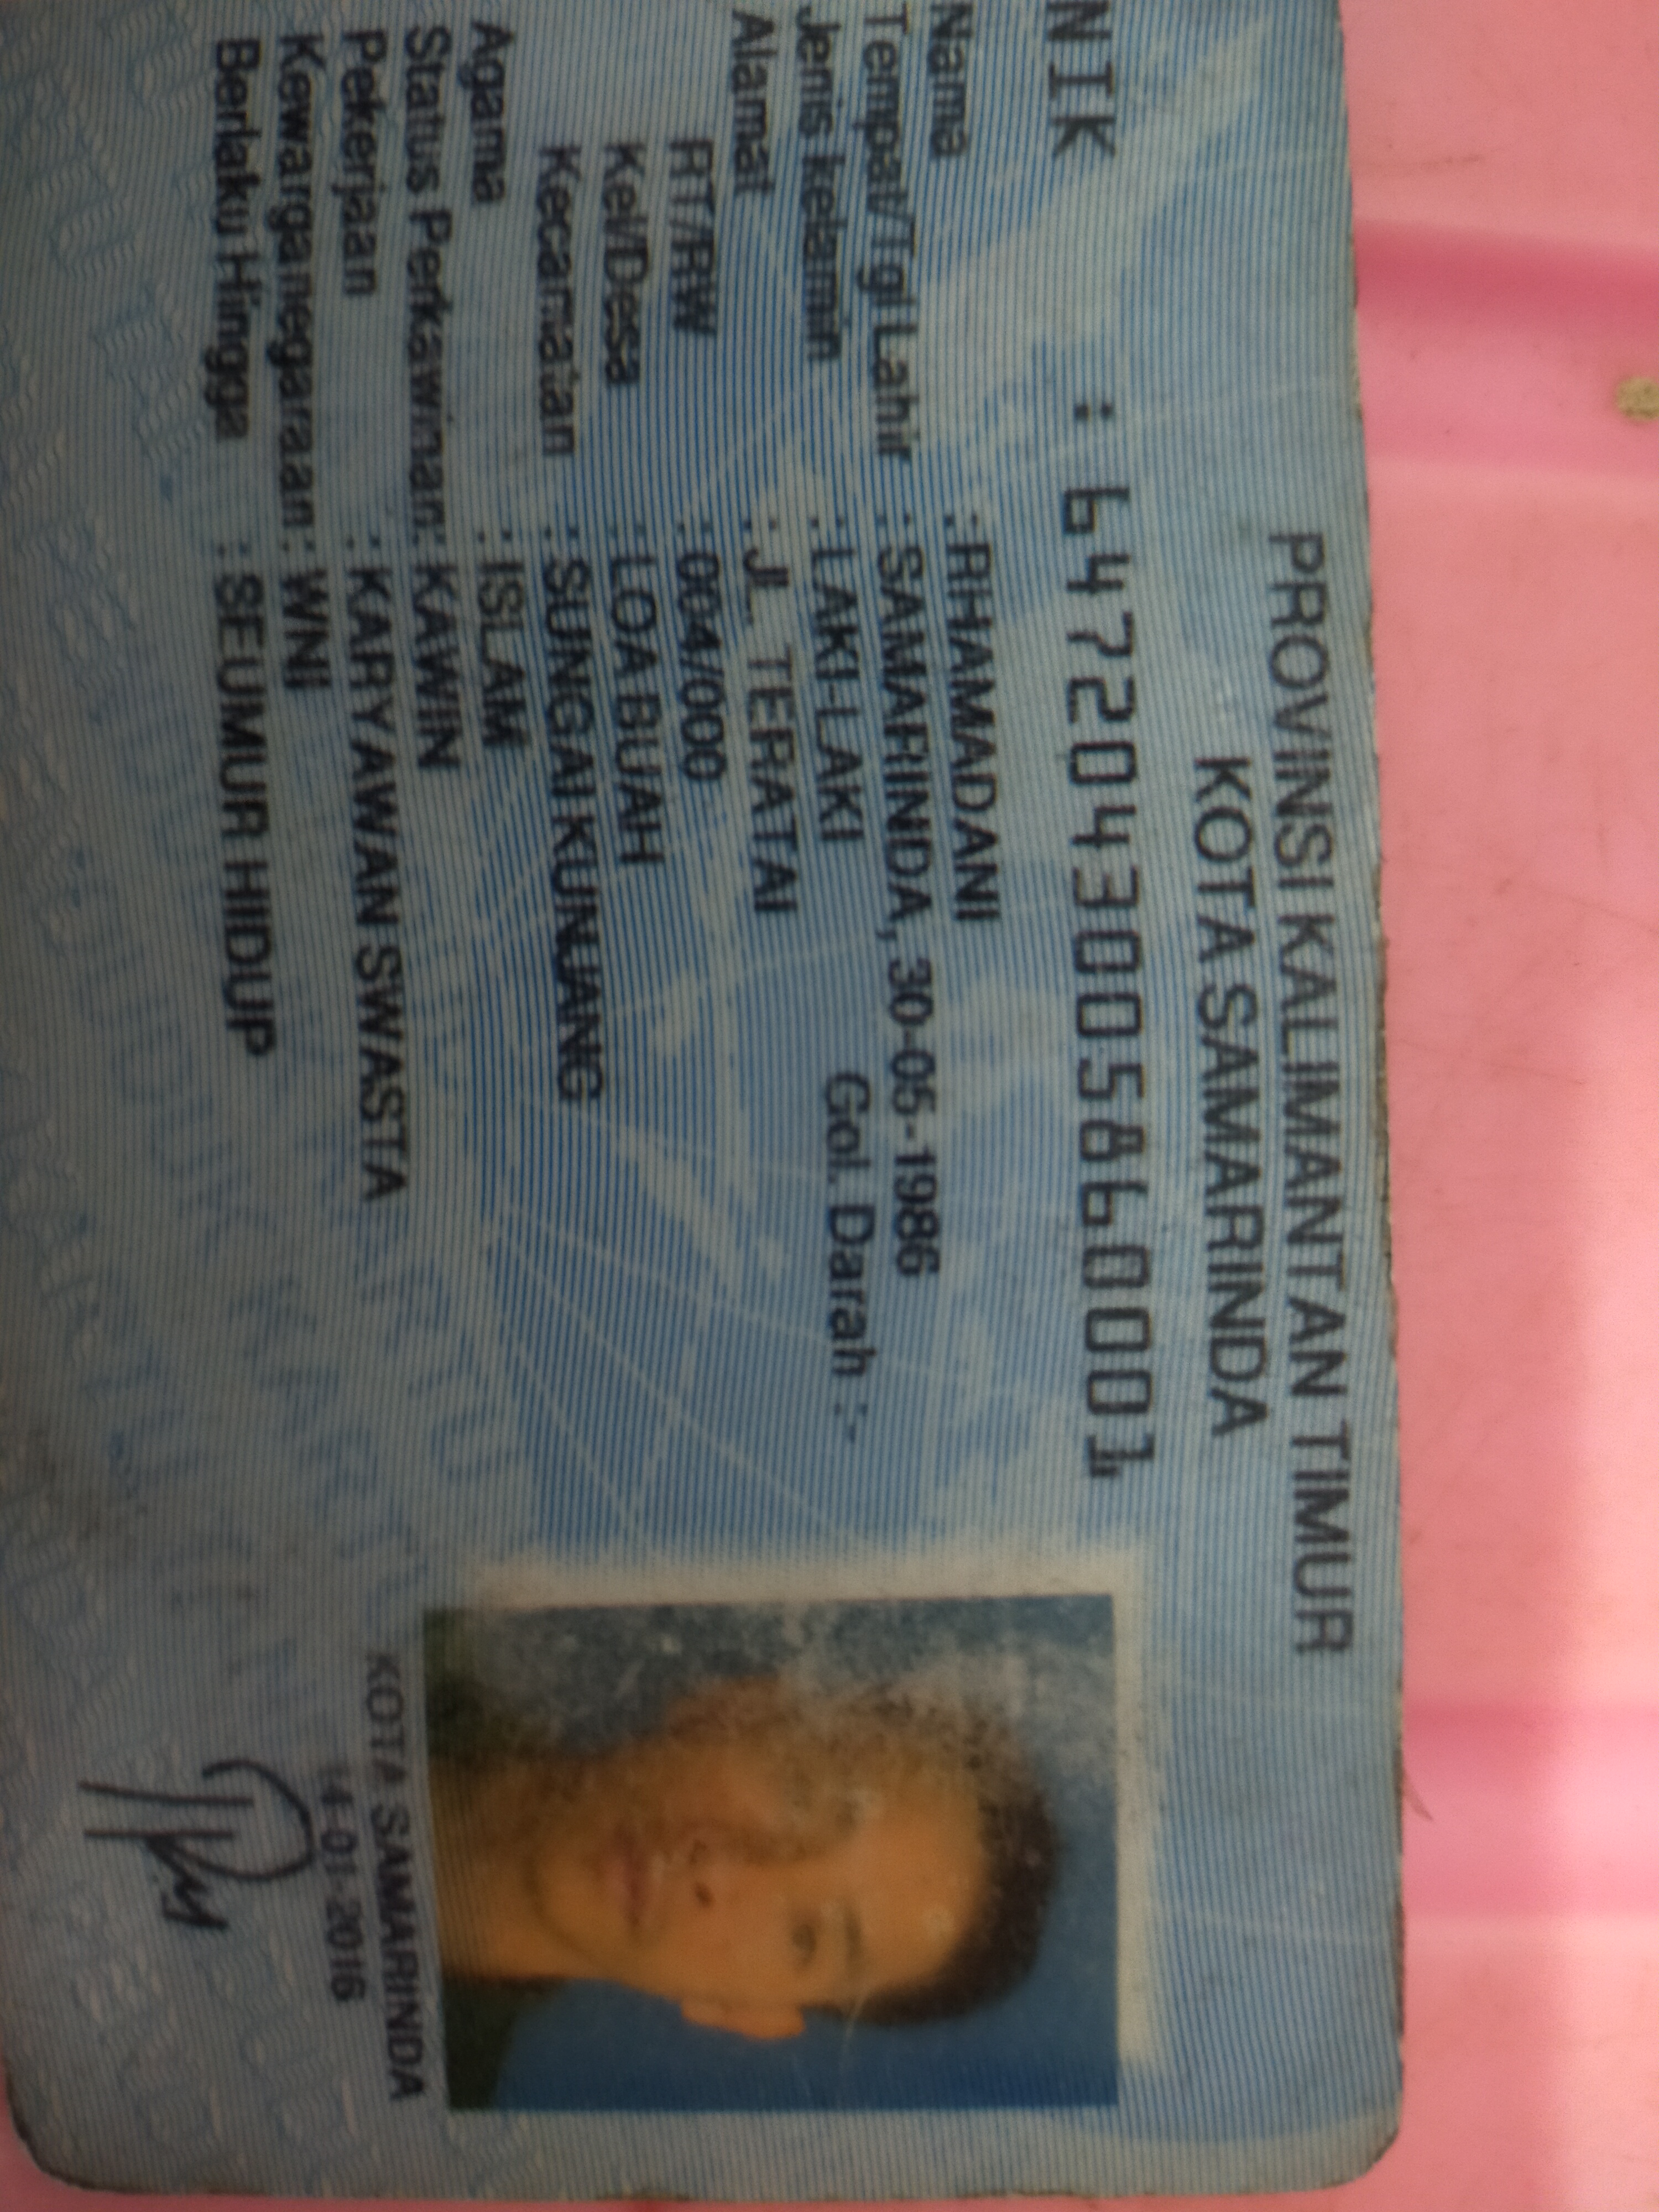 PROVINSI KALIMANTAN TIMUR
KOTA SAMARINDA
NIK : 6472043005860001
Nama : RHAMADANI
Tempat/Tgl Lahir : SAMARINDA, 30-05-1986
Jenis kelamin : LAKI-LAKI Gol. Darah :-
Alamat : JL. TERATAI
RT/RW : 004/000
Kel/Desa : LOA BUAH
Kecamatan : SUNGAI KUNJANG
Agama : ISLAM
Status Perkawinan: KAWIN
Pekerjaan : KARYAWAN SWASTA
Kewarganegaraan: WNI
Berlaku Hingga : SEUMUR HIDUP
KOTA SAMARINDA
14-01-2016